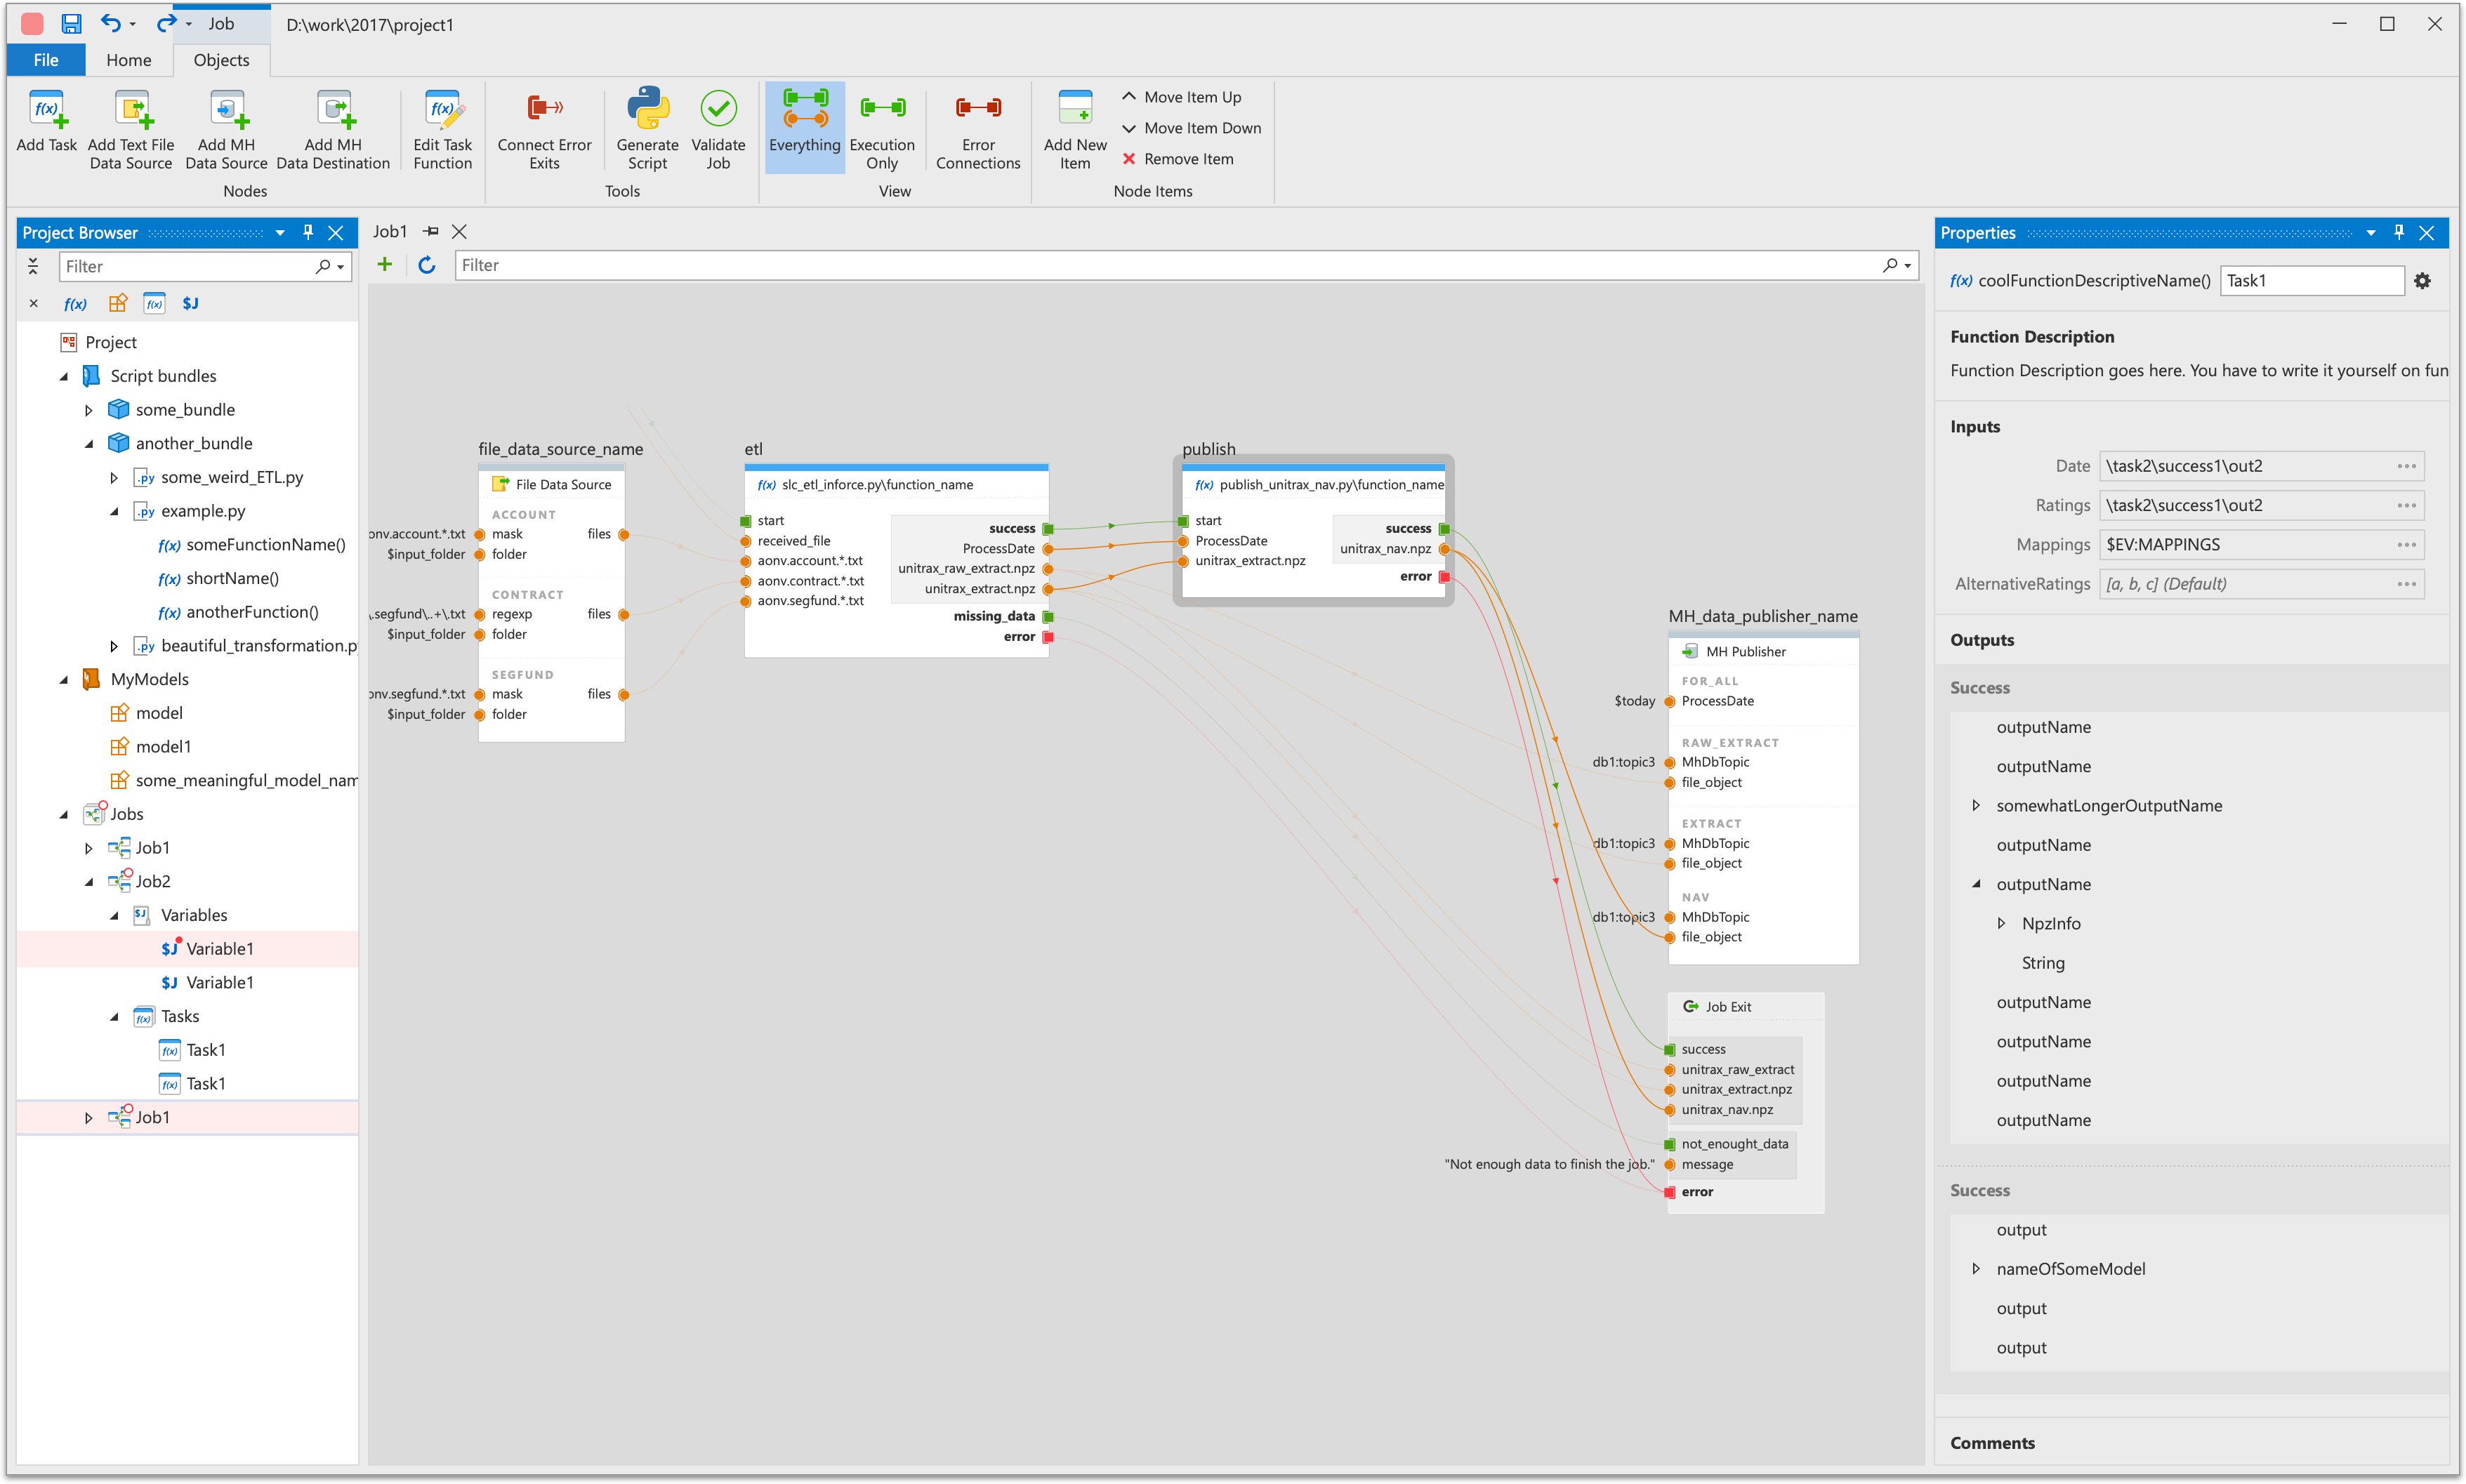 Job
D:\work\2017\project1
File
Home
Objects
Add Task
Add Text File
Data Source
Add MH
Data Source
Add MH
Data Destination
Edit Task
Function
Connect Error
Exits
Generate
Script
Validate
Job
Everything
Execution
Only
Error
Connections
Add New
Item
Move Item Up
Move Item Down
Remove Item
Nodes
Tools
View
Node Items
Project Browser
Filter
f(x)
f(x)
$J
Project
Script bundles
some_bundle
another_bundle
.py some_weird_ETL.py
.py example.py
f(x) someFunctionName()
f(x) shortName()
f(x) anotherFunction()
.py beautiful_transformation.p
MyModels
model
model1
some_meaningful_model_nam
Jobs
Job1
Job2
$J Variables
$J Variable1
$J Variable1
f(x) Tasks
f(x) Task1
f(x) Task1
Job1
Job1
Filter
file_data_source_name
File Data Source
ACCOUNT
onv.account.*.txt mask files
$input_folder folder
CONTRACT
\.segfund\..+\.txt regexp files
$input_folder folder
SEGFUND
onv.segfund.*.txt mask files
$input_folder folder
etl
f(x) slc_etl_inforce.py\function_name
start
received_file
aonv.account.*.txt
aonv.contract.*.txt
aonv.segfund.*.txt
success
ProcessDate
unitrax_raw_extract.npz
unitrax_extract.npz
missing_data
error
publish
f(x) publish_unitrax_nav.py\function_name
start
ProcessDate
unitrax_extract.npz
success
unitrax_nav.npz
error
MH_data_publisher_name
MH Publisher
FOR_ALL
$today ProcessDate
RAW_EXTRACT
db1:topic3 MhDbTopic
file_object
EXTRACT
db1:topic3 MhDbTopic
file_object
NAV
db1:topic3 MhDbTopic
file_object
Job Exit
success
unitrax_raw_extract
unitrax_extract.npz
unitrax_nav.npz
not_enought_data
"Not enough data to finish the job." message
error
Properties
f(x) coolFunctionDescriptiveName() Task1
Function Description
Function Description goes here. You have to write it yourself on fun
Inputs
Date \task2\success1\out2
Ratings \task2\success1\out2
Mappings $EV:MAPPINGS
AlternativeRatings [a, b, c] (Default)
Outputs
Success
outputName
outputName
somewhatLongerOutputName
outputName
outputName
NpzInfo
String
outputName
outputName
outputName
outputName
Success
output
nameOfSomeModel
output
output
Comments